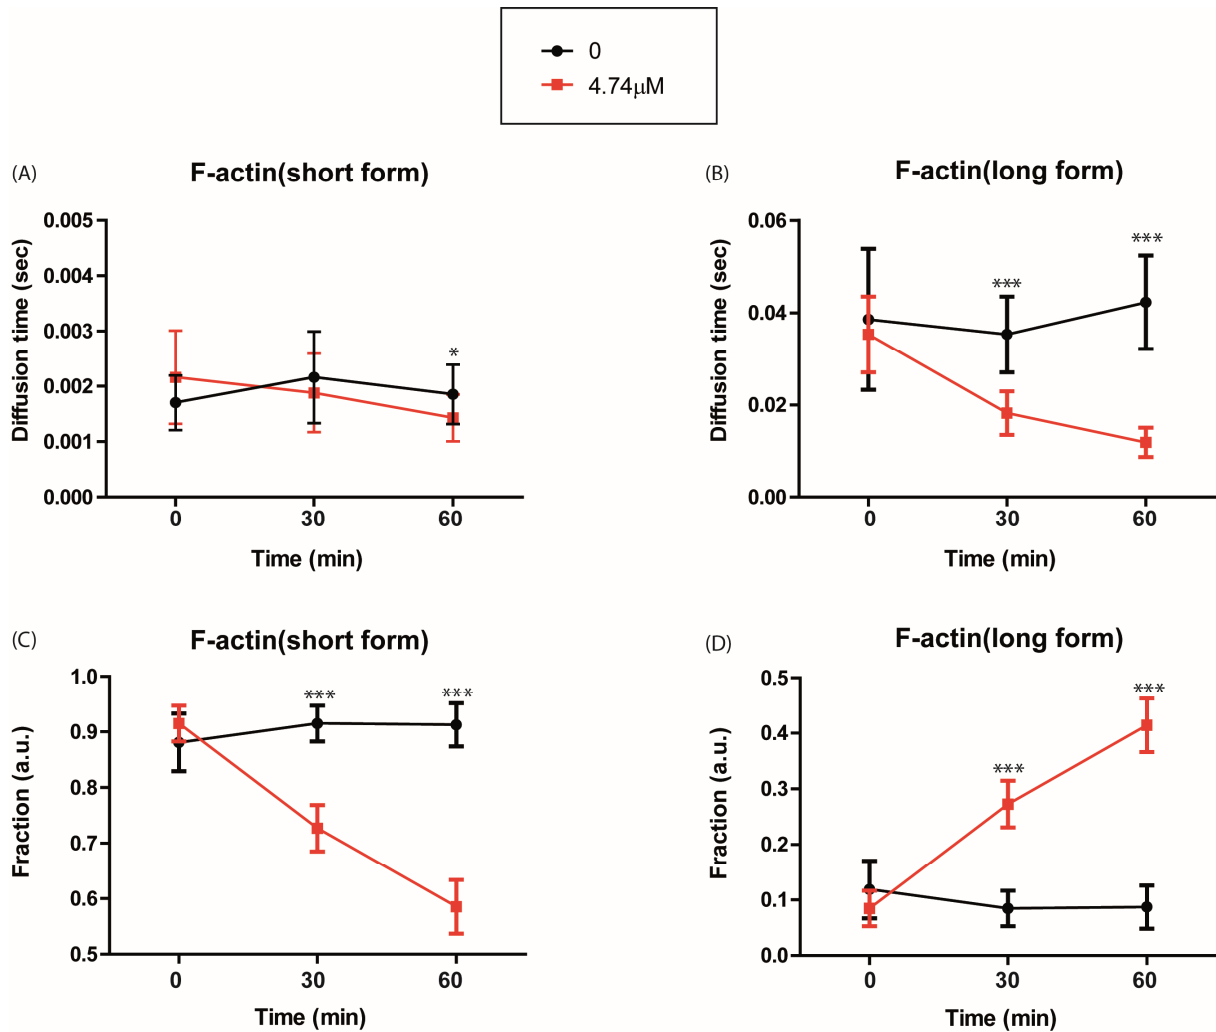 0
4.74μM
(A)
F-actin(short form)
Diffusion time (sec)
0.005
0.004
0.003
0.002
0.001
0.000
*
0 30 60
Time (min)
(B)
F-actin(long form)
Diffusion time (sec)
0.06
0.04
0.02
0.00
***
***
0 30 60
Time (min)
(C)
F-actin(short form)
Fraction (a.u.)
1.0
0.9
0.8
0.7
0.6
0.5
*** ***
0 30 60
Time (min)
(D)
F-actin(long form)
Fraction (a.u.)
0.5
0.4
0.3
0.2
0.1
0.0
***
***
0 30 60
Time (min)